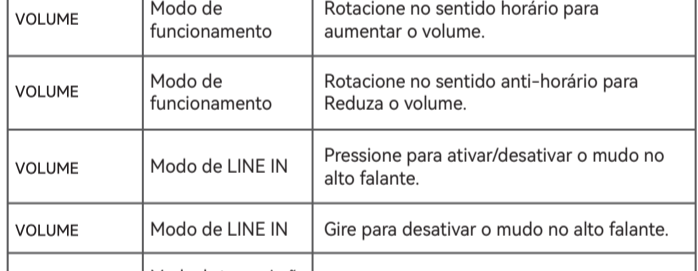 VOLUME
Modo de
funcionamento
Rotacione no sentido horário para
aumentar o volume.
VOLUME
Modo de
funcionamento
Rotacione no sentido anti-horário para
Reduza o volume.
VOLUME
Modo de LINE IN
Pressione para ativar/desativar o mudo no
alto falante.
VOLUME
Modo de LINE IN
Gire para desativar o mudo no alto falante.